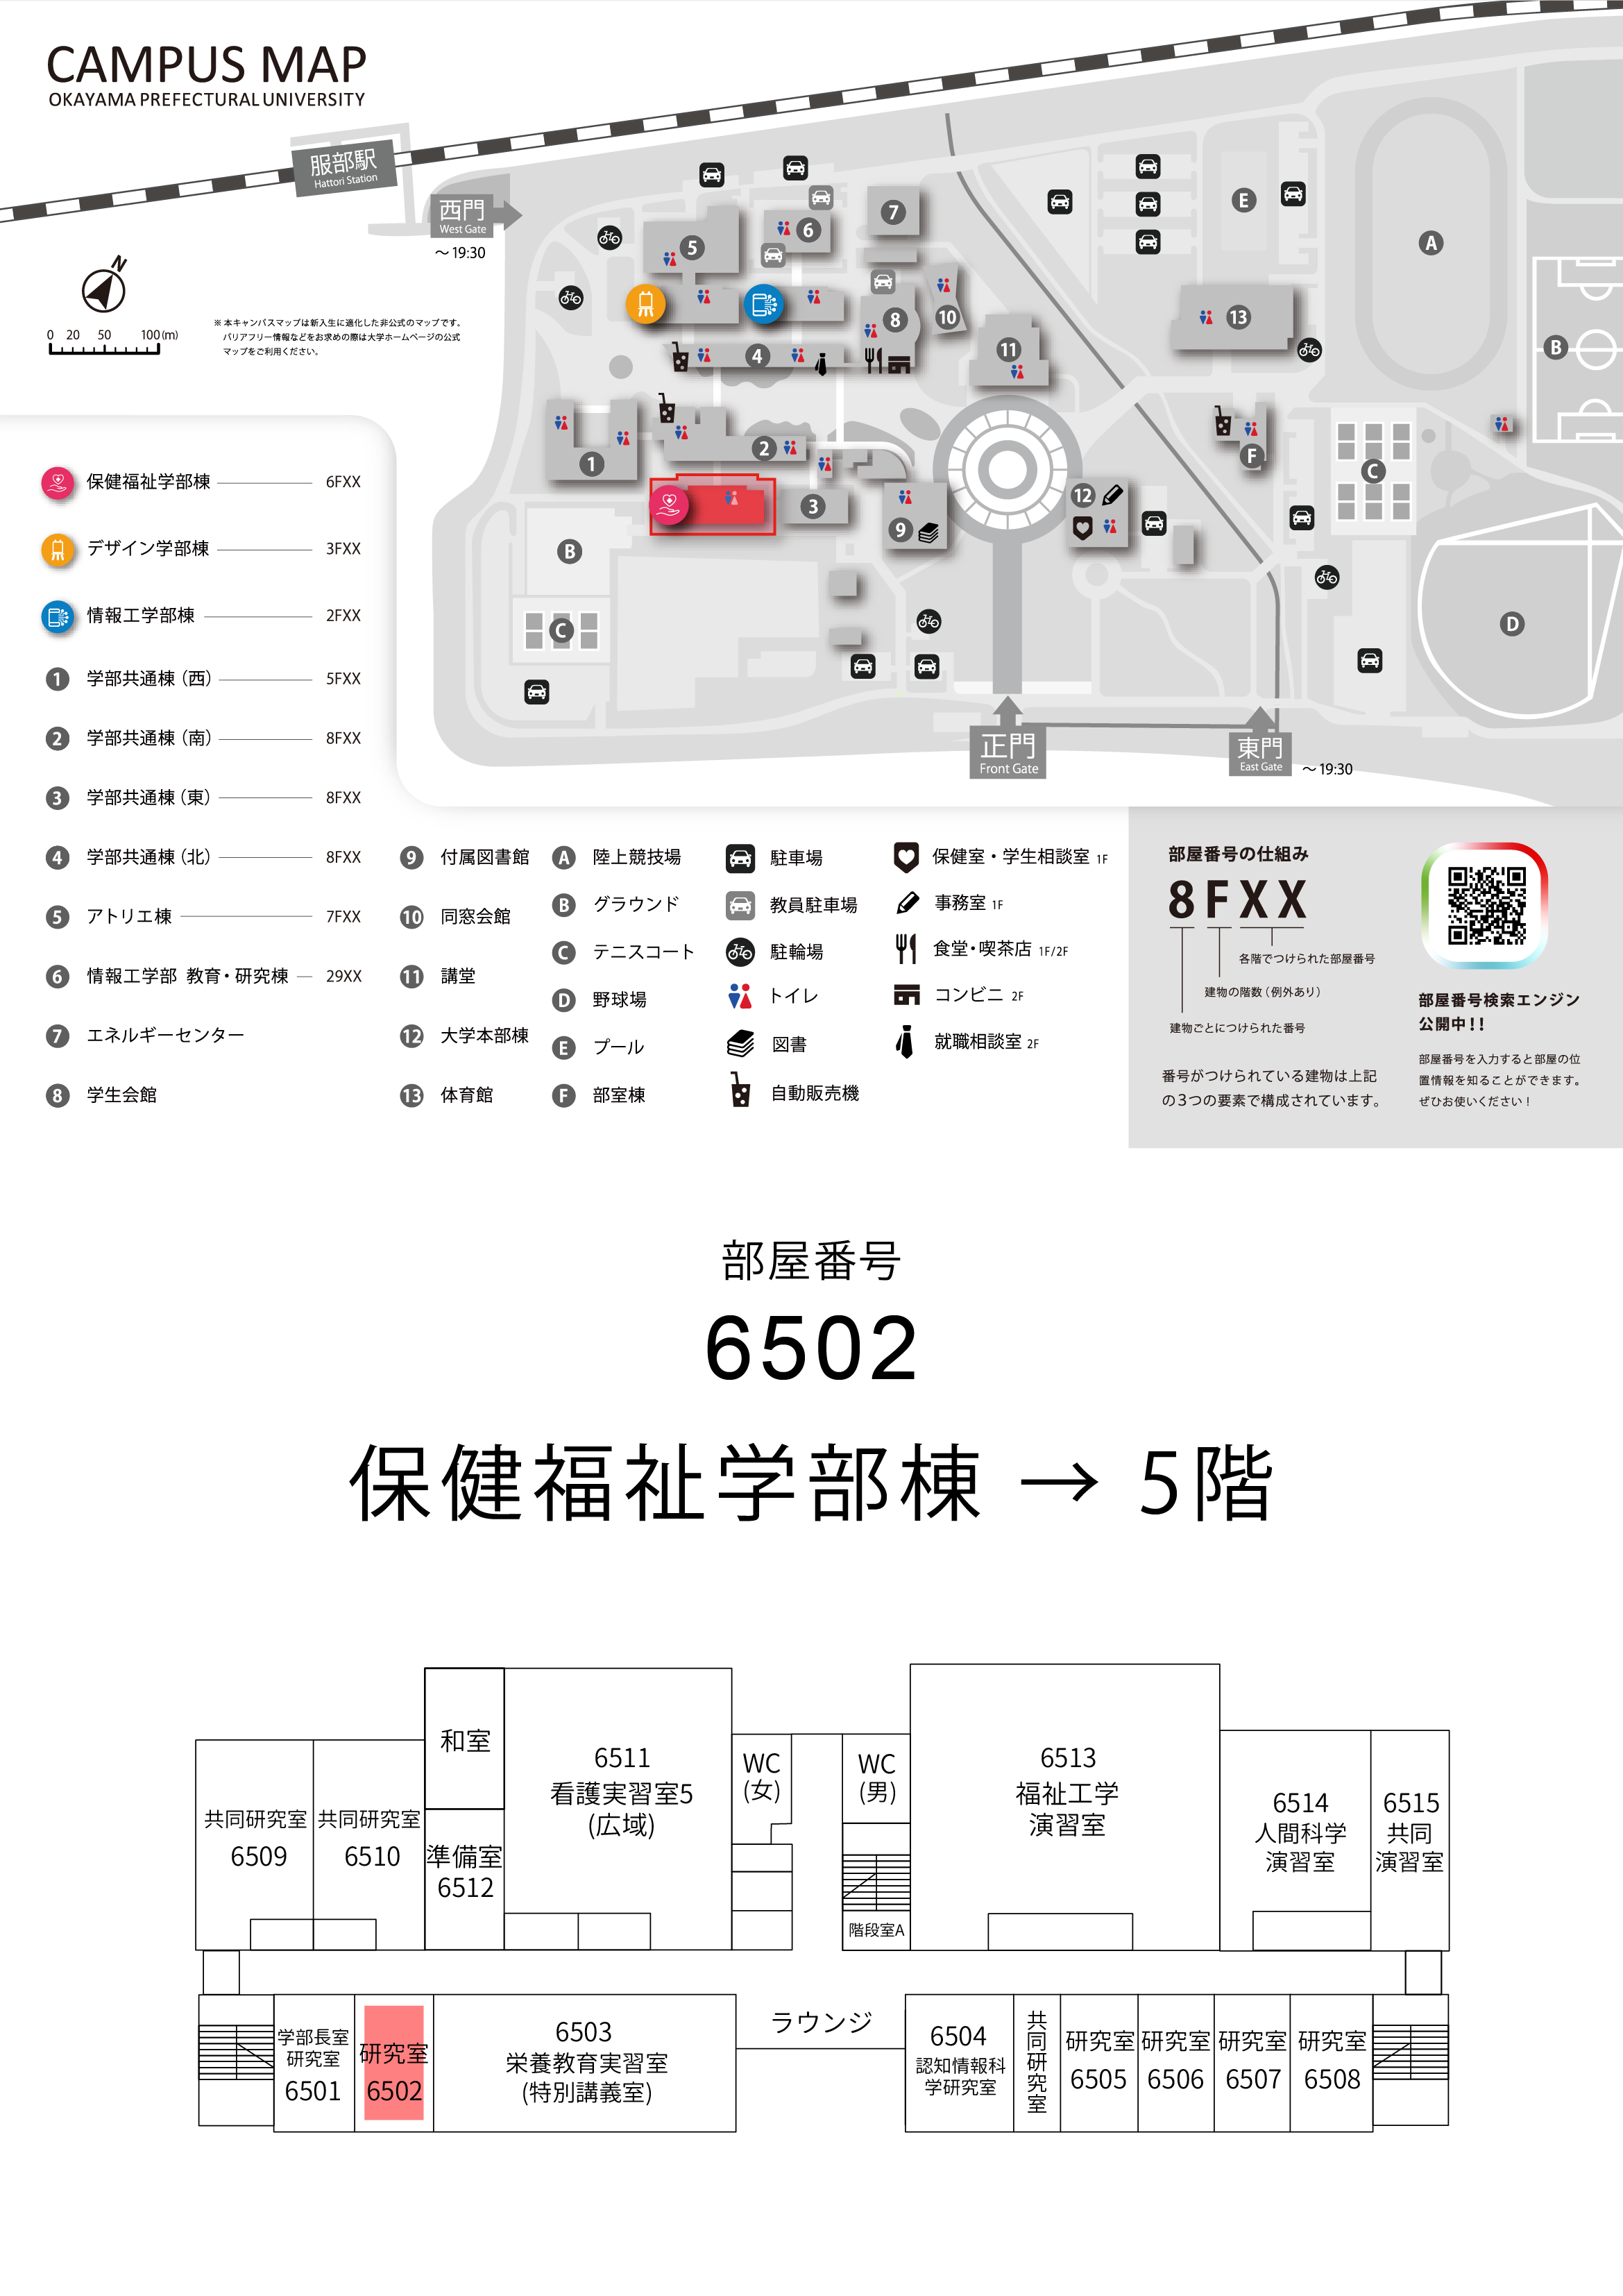 CAMPUS MAP
OKAYAMA PREFECTURAL UNIVERSITY
服部駅
Hattori Station
西門
West Gate
～19:30
N
0 20 50 100(m)
※ 本キャンパスマップは新入生に適化した非公式のマップです。
バリアフリー情報などをお求めの際は大学ホームページの公式
マップをご利用ください。
5
6
7
8
10
4
11
13
E
A
B
1
2
3
9
12
F
C
B
C
D
正門
Front Gate
東門
East Gate
～19:30
保健福祉学部棟 6FXX
デザイン学部棟 3FXX
情報工学部棟 2FXX
1 学部共通棟（西） 5FXX
2 学部共通棟（南） 8FXX
3 学部共通棟（東） 8FXX
4 学部共通棟（北） 8FXX
5 アトリエ棟 7FXX
6 情報工学部 教育・研究棟 29XX
7 エネルギーセンター
8 学生会館
9 付属図書館
10 同窓会館
11 講堂
12 大学本部棟
13 体育館
A 陸上競技場
B グラウンド
C テニスコート
D 野球場
E プール
F 部室棟
駐車場
教員駐車場
駐輪場
トイレ
図書
自動販売機
保健室・学生相談室 1F
事務室 1F
食堂・喫茶店 1F/2F
コンビニ 2F
就職相談室 2F
部屋番号の仕組み
8FXX
各階でつけられた部屋番号
建物の階数（例外あり）
建物ごとにつけられた番号
番号がつけられている建物は上記
の3つの要素で構成されています。
部屋番号検索エンジン
公開中!!
部屋番号を入力すると部屋の位
置情報を知ることができます。
ぜひお使いください！
部屋番号
6502
保健福祉学部棟 → 5階
共同研究室
6509
共同研究室
6510
和室
準備室
6512
6511
看護実習室5
(広域)
WC
(女)
WC
(男)
階段室A
6513
福祉工学
演習室
6514
人間科学
演習室
6515
共同
演習室
学部長室
研究室
6501
研究室
6502
6503
栄養教育実習室
(特別講義室)
ラウンジ
6504
認知情報科
学研究室
共同研究室
研究室
6505
研究室
6506
研究室
6507
研究室
6508